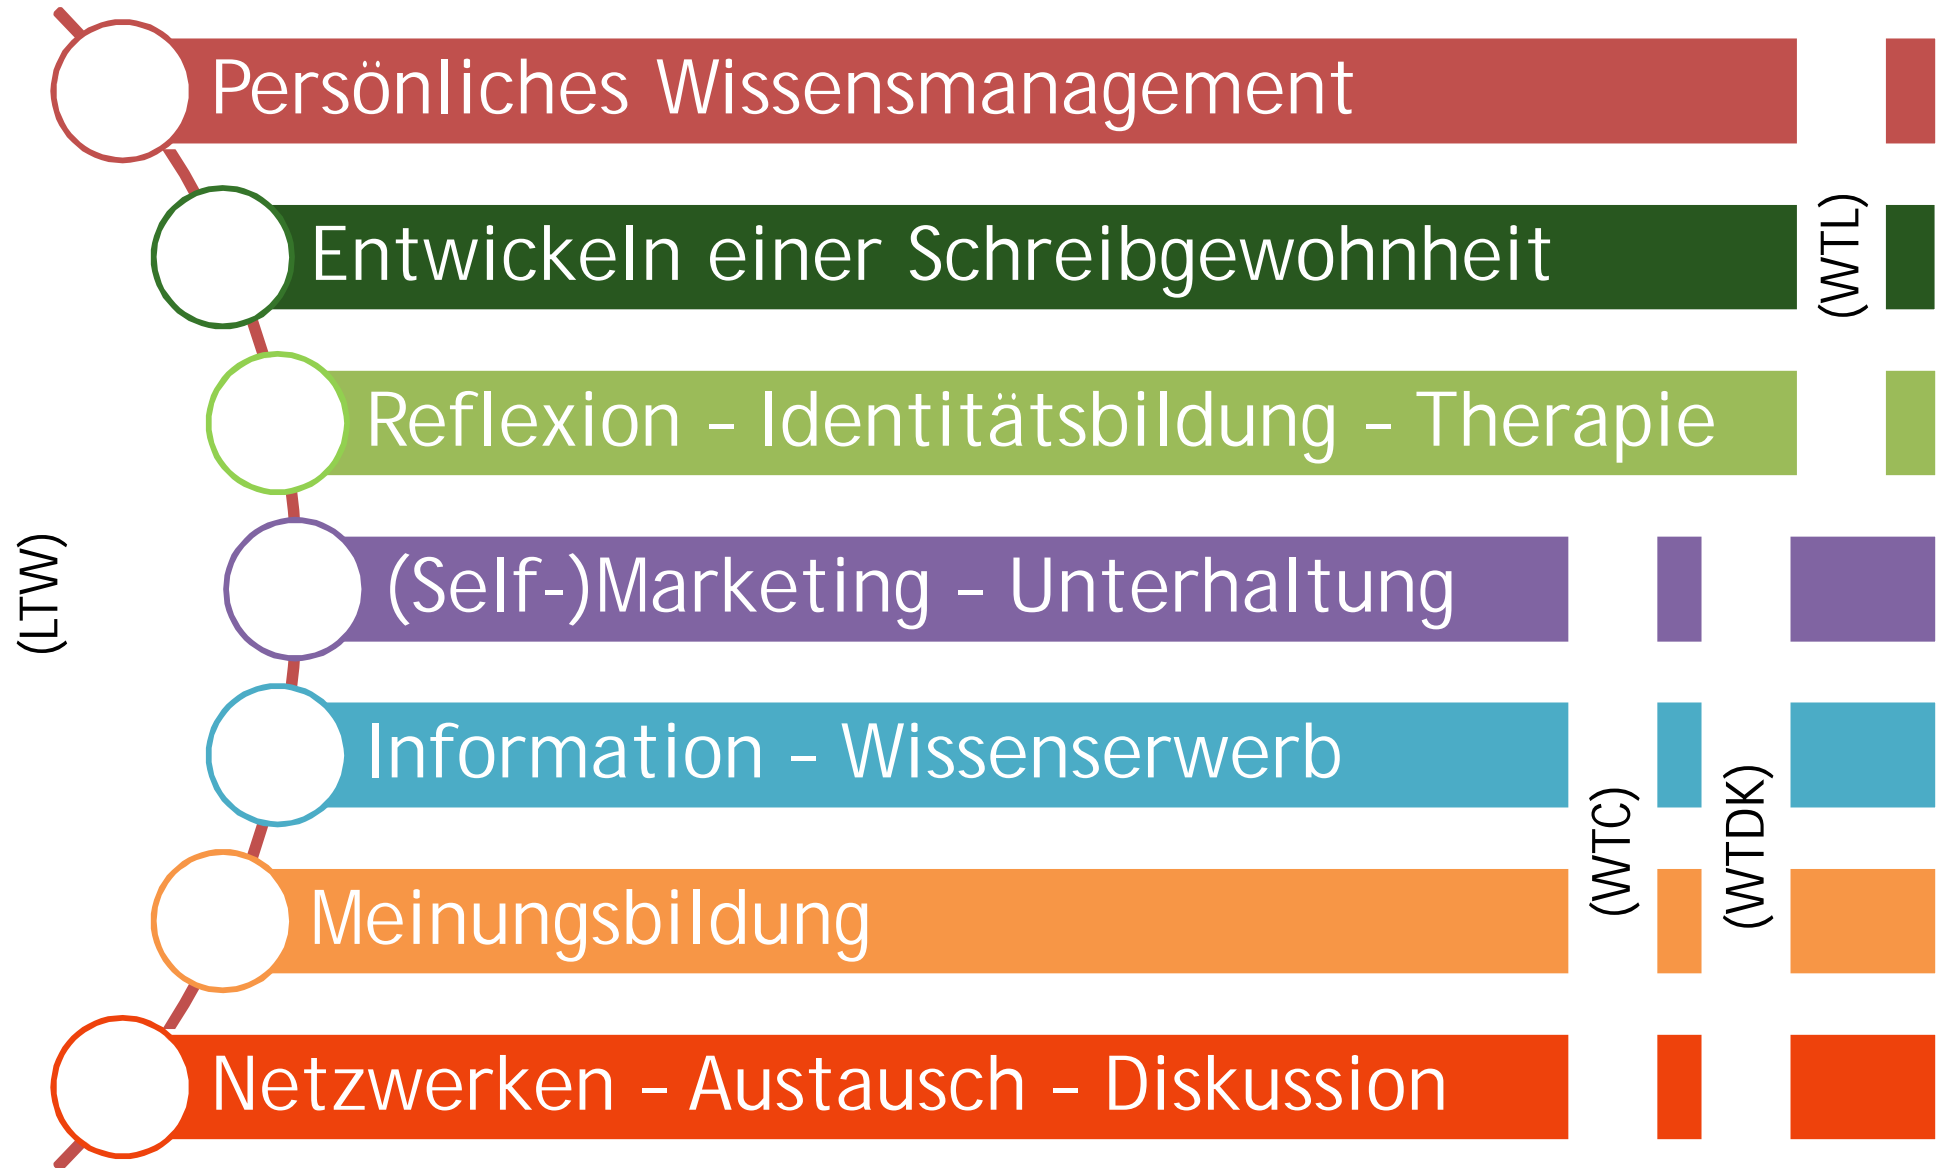 Persönliches Wissensmanagement
Entwickeln einer Schreibgewohnheit
(WTL)
Reflexion - Identitätsbildung - Therapie
(LTW)
(Self-)Marketing - Unterhaltung
Information - Wissenserwerb
(WTC)
(WTDK)
Meinungsbildung
Netzwerken - Austausch - Diskussion